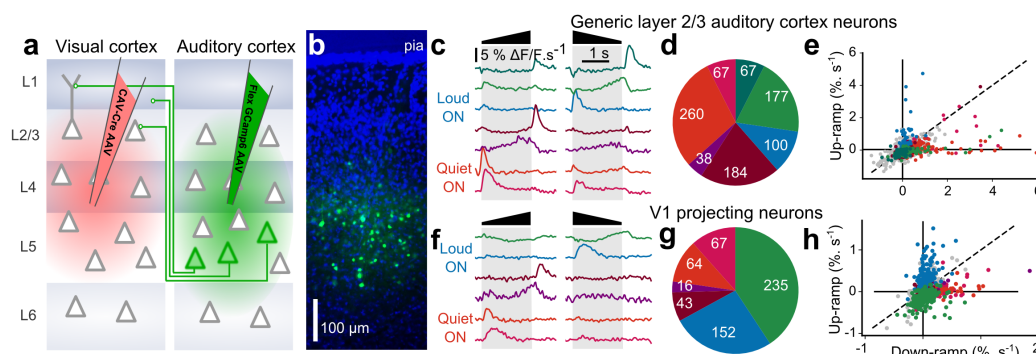 Generic layer 2/3 auditory cortex neurons
a
Visual cortex
Auditory cortex
L1
L2/3
L4
L5
L6
CAV-Cre AAV
Flex GCamp6 AAV
b
pia
100 µm
c
5 % ΔF/F.s-1
1 s
Loud
ON
Quiet
ON
d
67
67
177
260
100
38
184
e
Up-ramp (%. s-1)
6
4
2
0
0
2
4
6
V1 projecting neurons
f
Loud
ON
Quiet
ON
g
67
64
235
16
43
152
h
Up-ramp (%. s-1)
1
0
-1
-1
Down-ramp (%. s-1)
2